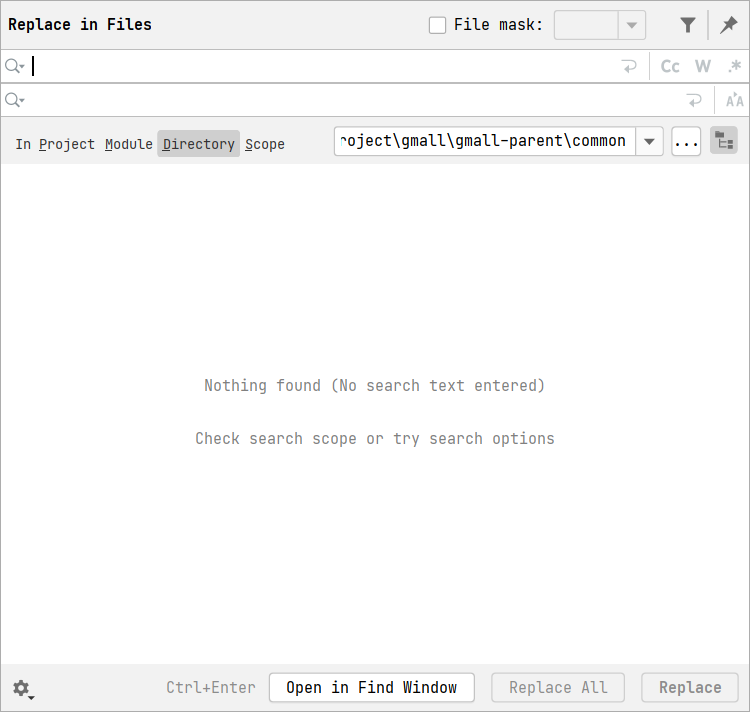 Replace in Files File mask:
Cc W .*
In Project Module Directory Scope roject\gmall\gmall-parent\common ...
Nothing found (No search text entered)
Check search scope or try search options
Ctrl+Enter Open in Find Window Replace All Replace